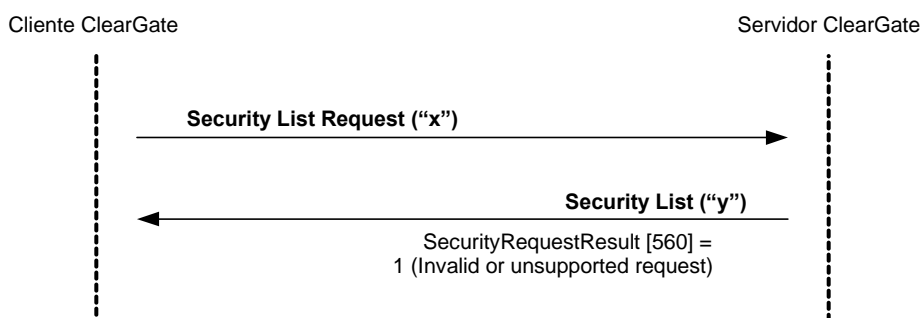 Cliente ClearGate
Servidor ClearGate
Security List Request (“x”)
Security List (“y”)
SecurityRequestResult [560] =
1 (Invalid or unsupported request)